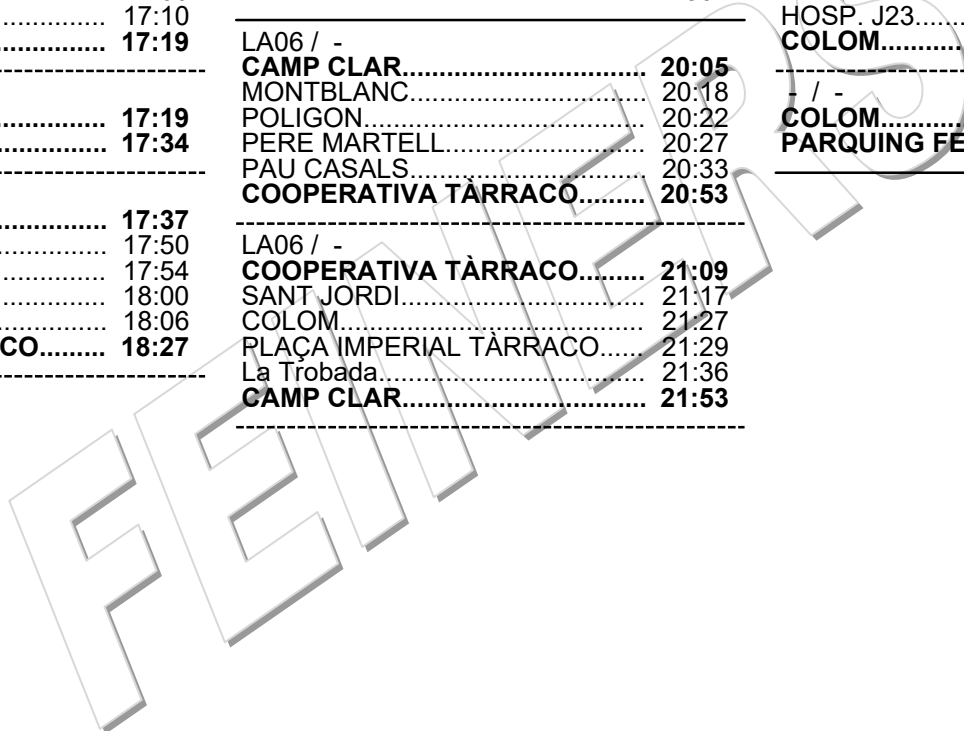 17:10
17:19
17:19
17:34
17:37
17:50
17:54
18:00
18:06
CO......... 18:27
LA06 / -
CAMP CLAR................................. 20:05
MONTBLANC................................ 20:18
POLIGON...................................... 20:22
PERE MARTELL........................... 20:27
PAU CASALS................................ 20:33
COOPERATIVA TÀRRACO......... 20:53
LA06 / -
COOPERATIVA TÀRRACO......... 21:09
SANT JORDI................................. 21:17
COLOM......................................... 21:27
PLAÇA IMPERIAL TÀRRACO...... 21:29
La Trobada.................................... 21:36
CAMP CLAR................................. 21:53
HOSP. J23.......
COLOM...........
- / -
COLOM...........
PARQUING FE
FEINERS